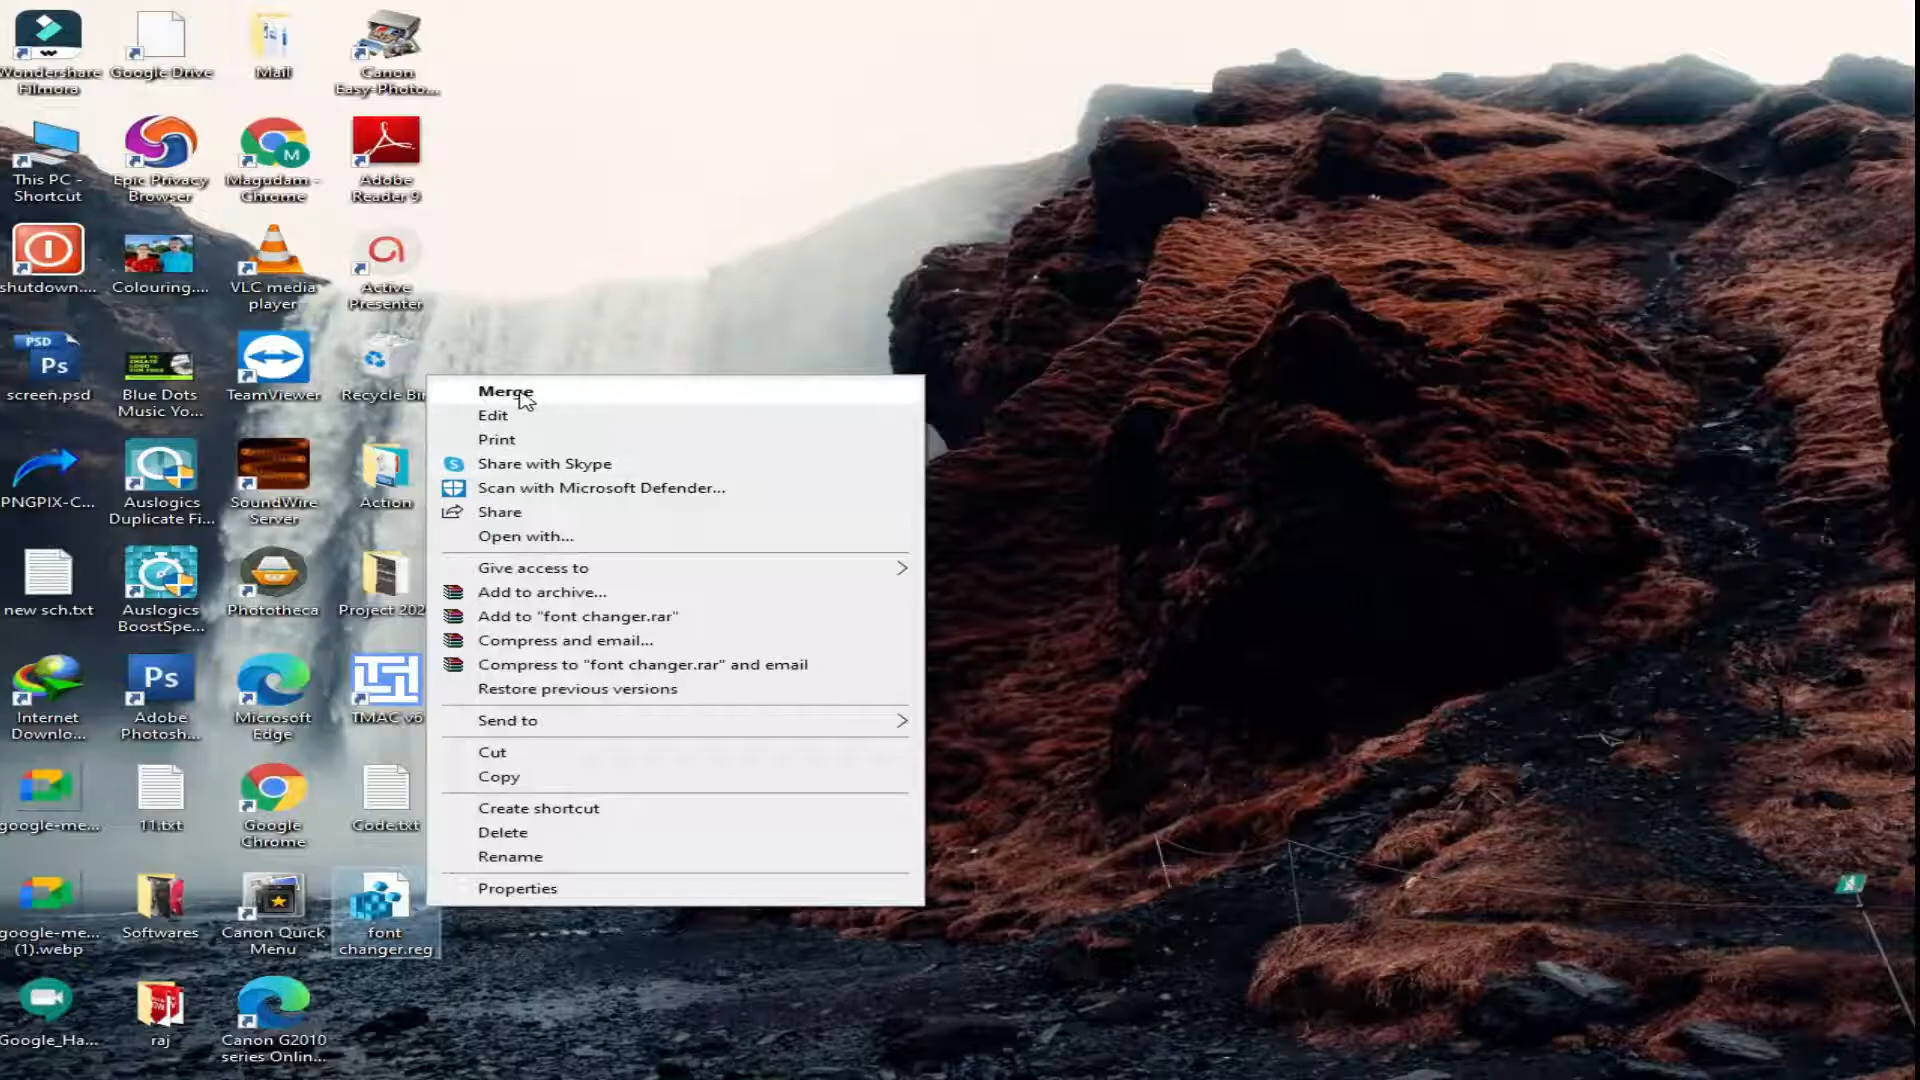 Wondershare
Filmora
Google Drive
Mail
Canon
Easy-Photo...
This PC -
Shortcut
Epic Privacy
Browser
Magudam -
Chrome
M
Adobe
Reader 9
shutdown....
Colouring....
VLC media
player
Active
Presenter
PSD
Ps
screen.psd
Blue Dots
Music Yo...
TeamViewer
Recycle Bin
PNGPIX-C...
Auslogics
Duplicate Fi...
SoundWire
Server
Action
new sch.txt
Auslogics
BoostSpe...
Phototheca
Project 202
Internet
Downlo...
Ps
Adobe
Photosh...
Microsoft
Edge
TMAC v6
google-me...
11.txt
Google
Chrome
Code.txt
google-me...
(1).webp
Softwares
Canon Quick
Menu
font
changer.reg
Google_Ha...
raj
Canon G2010
series Onlin...
Merge
Edit
Print
Share with Skype
Scan with Microsoft Defender...
Share
Open with...
Give access to
Add to archive...
Add to "font changer.rar"
Compress and email...
Compress to "font changer.rar" and email
Restore previous versions
Send to
Cut
Copy
Create shortcut
Delete
Rename
Properties